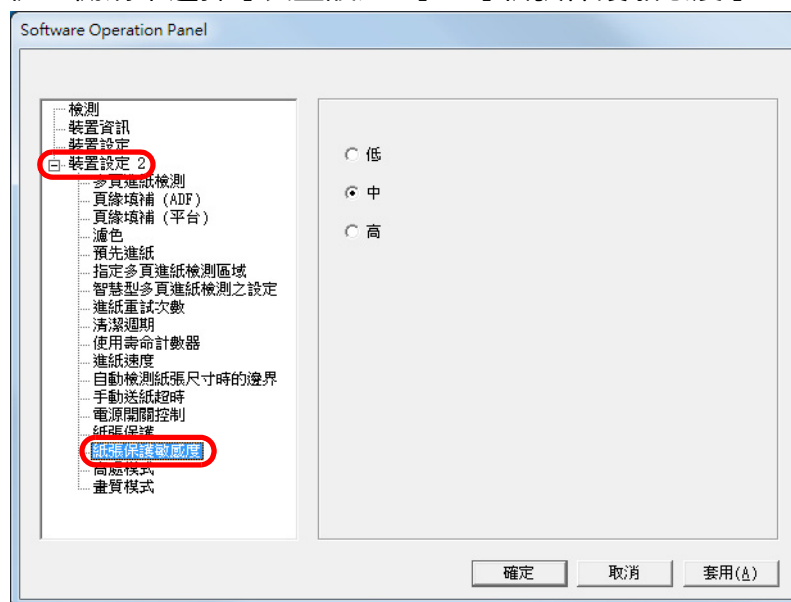 Software Operation Panel
檢測
裝置資訊
裝置設定
裝置設定 2
多頁進紙檢測
頁緣填補 (ADF)
頁緣填補 (平台)
濾色
預先進紙
指定多頁進紙檢測區域
智慧型多頁進紙檢測之設定
進紙重試次數
清潔週期
使用壽命計數器
進紙速度
自動檢測紙張尺寸時的邊界
手動送紙超時
電源開關控制
紙張保護
紙張保護敏感度
高處模式
畫質模式
低
中
高
確定 取消 套用(A)